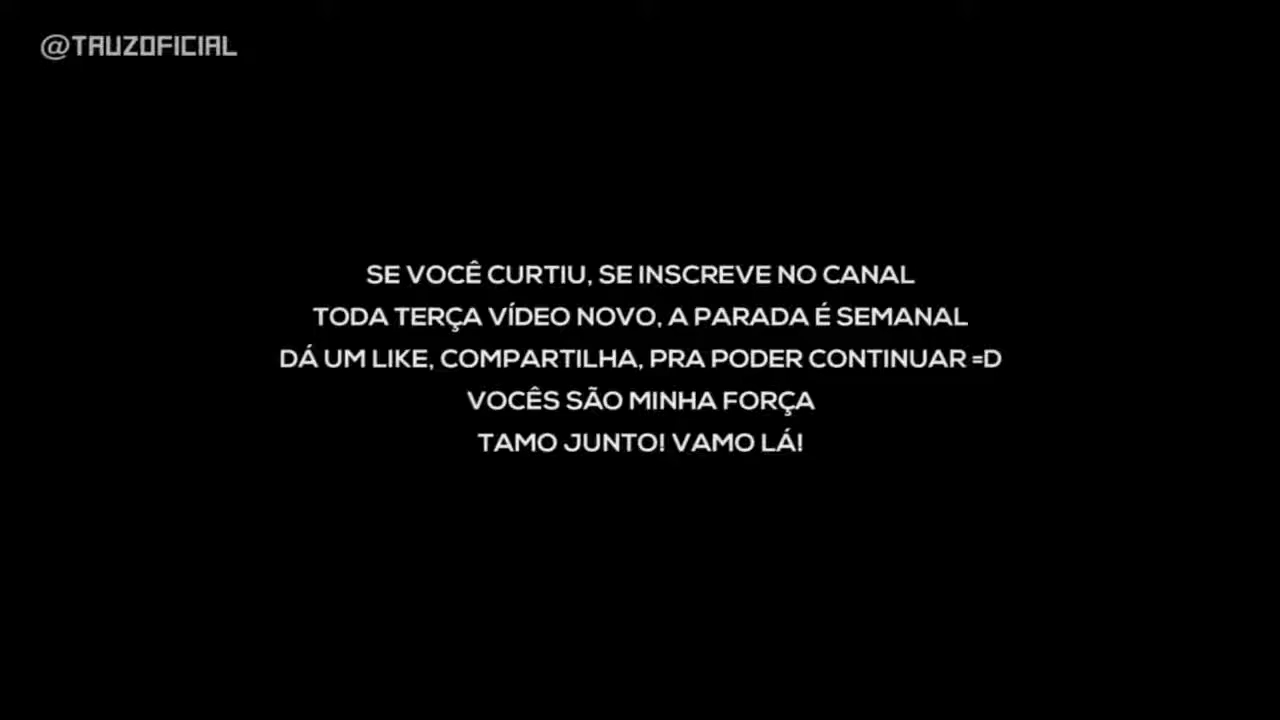 @TAUZOFICIAL
SE VOCÊ CURTIU, SE INSCREVE NO CANAL
TODA TERÇA VÍDEO NOVO, A PARADA É SEMANAL
DÁ UM LIKE, COMPARTILHA, PRA PODER CONTINUAR =D
VOCÊS SÃO MINHA FORÇA
TAMO JUNTO! VAMO LÁ!